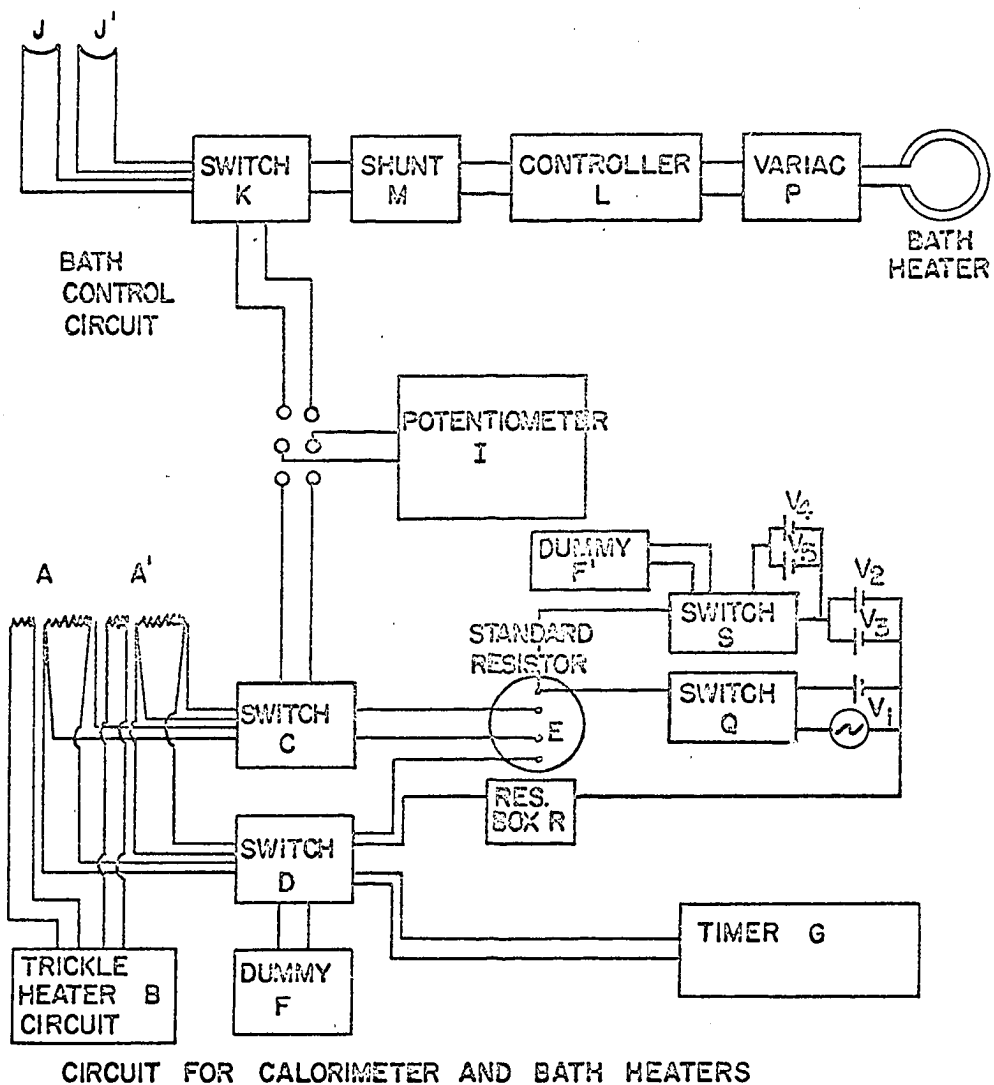 J J'
SWITCH
K
SHUNT
M
CONTROLLER
L
VARIAC
P
BATH
HEATER
BATH
CONTROL
CIRCUIT
POTENTIOMETER
I
V4
V5
V2
V3
DUMMY
F'
SWITCH
S
A A'
STANDARD
RESISTOR
SWITCH
C
E
SWITCH
Q
V1
RES.
BOX R
SWITCH
D
TIMER G
TRICKLE
HEATER B
CIRCUIT
DUMMY
F
CIRCUIT FOR CALORIMETER AND BATH HEATERS